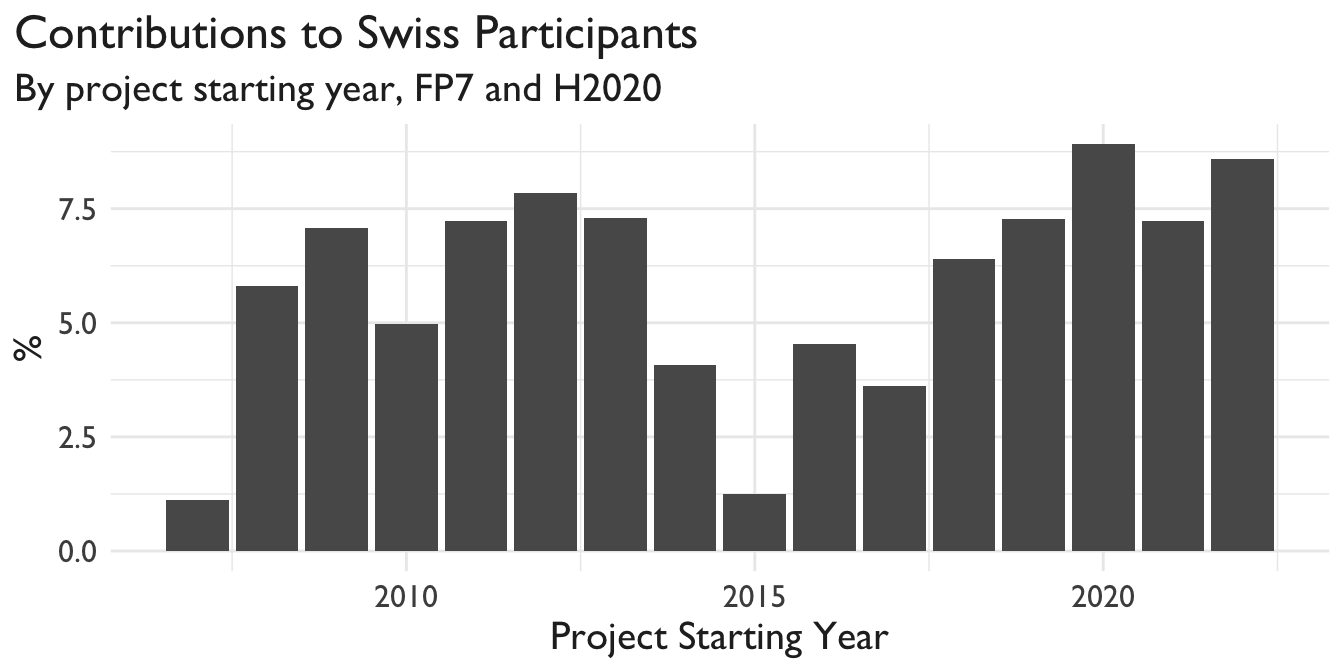 Contributions to Swiss Participants
By project starting year, FP7 and H2020
%
7.5
5.0
2.5
0.0
2010 2015 2020
Project Starting Year